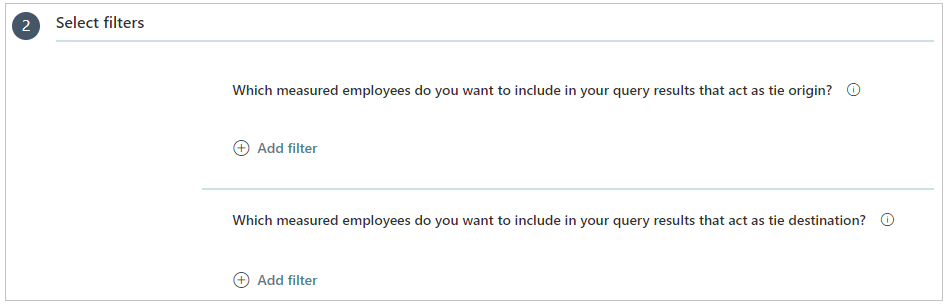 2
Select filters
Which measured employees do you want to include in your query results that act as tie origin?
Add filter
Which measured employees do you want to include in your query results that act as tie destination?
Add filter